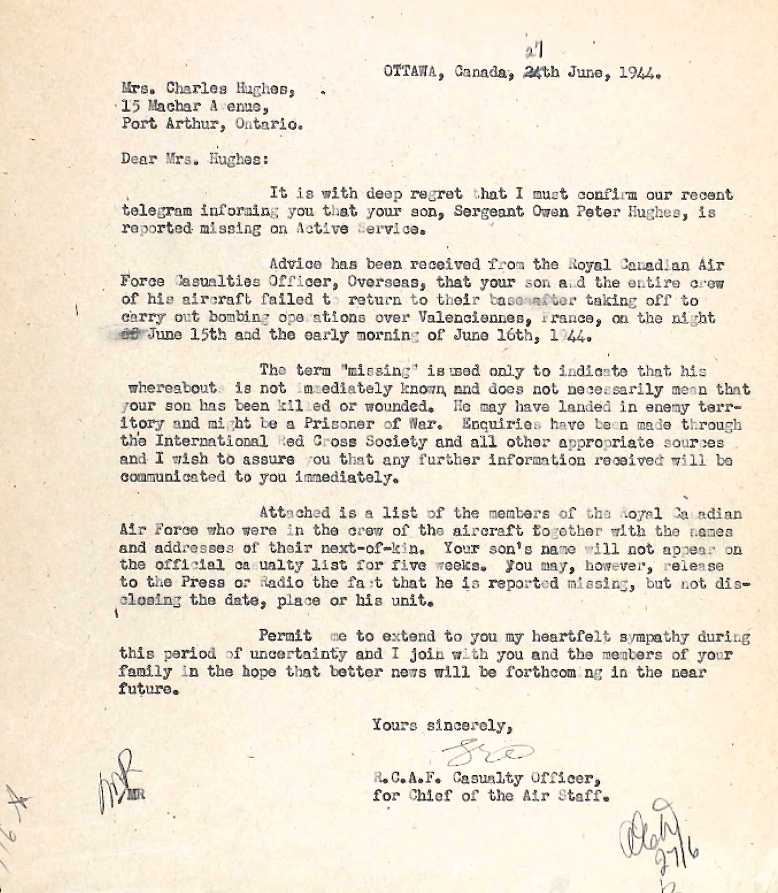 27
OTTAWA, Canada, 24th June, 1944.
Mrs. Charles Hughes,
15 Machar Avenue,
Port Arthur, Ontario.
Dear Mrs. Hughes:
It is with deep regret that I must confirm our recent
telegram informing you that your son, Sergeant Owen Peter Hughes, is
reported missing on Active Service.
Advice has been received from the Royal Canadian Air
Force Casualties Officer, Overseas, that your son and the entire crew
of his aircraft failed to return to their base after taking off to
carry out bombing operations over Valenciennes, France, on the night
of June 15th and the early morning of June 16th, 1944.
The term "missing" is used only to indicate that his
whereabouts is not immediately known and does not necessarily mean that
your son has been killed or wounded. He may have landed in enemy terr-
itory and might be a Prisoner of War. Enquiries have been made through
the International Red Cross Society and all other appropriate sources
and I wish to assure you that any further information received will be
communicated to you immediately.
Attached is a list of the members of the Royal Canadian
Air Force who were in the crew of the aircraft together with the names
and addresses of their next-of-kin. Your son's name will not appear on
the official casualty list for five weeks. You may, however, release
to the Press or Radio the fact that he is reported missing, but not dis-
closing the date, place or his unit.
Permit me to extend to you my heartfelt sympathy during
this period of uncertainty and I join with you and the members of your
family in the hope that better news will be forthcoming in the near
future.
Yours sincerely,
R.C.A.F. Casualty Officer,
for Chief of the Air Staff.
MR
MR
27/6